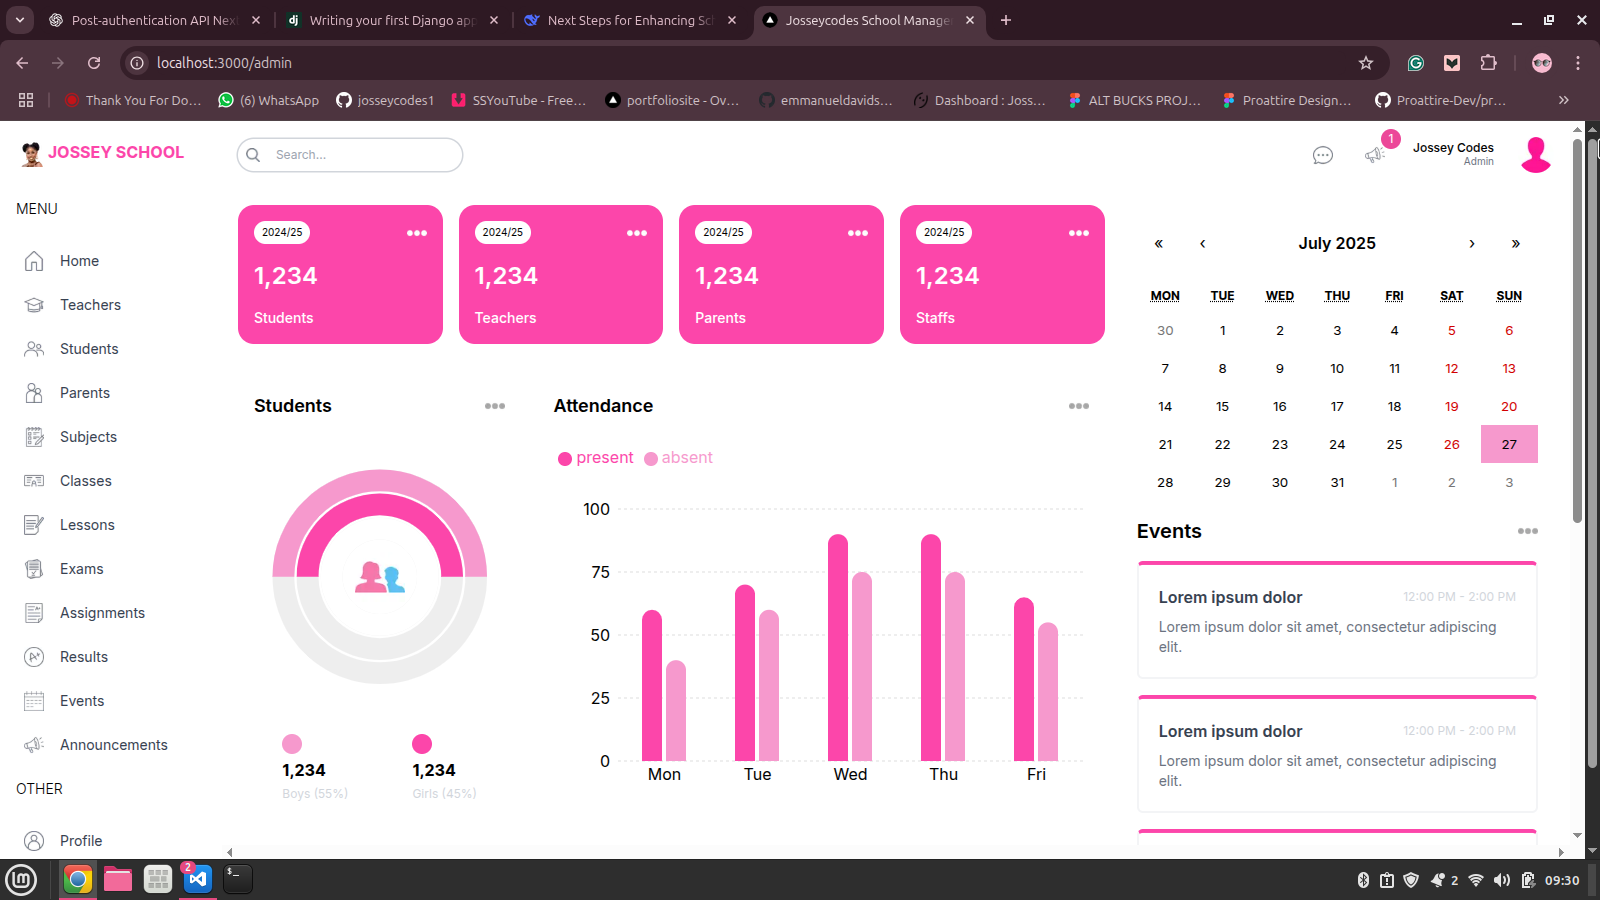 Post-authentication API Next
Writing your first Django app
Next Steps for Enhancing Sch
Josseycodes School Manage
localhost:3000/admin
Thank You For Do...
(6) WhatsApp
josseycodes1
SSYouTube - Free...
portfoliosite - Ov...
emmanueldavids...
Dashboard : Joss...
ALT BUCKS PROJ...
Proattire Design...
Proattire-Dev/pr...
JOSSEY SCHOOL
Search...
1
Jossey Codes
Admin
MENU
Home
Teachers
Students
Parents
Subjects
Classes
Lessons
Exams
Assignments
Results
Events
Announcements
OTHER
Profile
2024/25
1,234
Students
2024/25
1,234
Teachers
2024/25
1,234
Parents
2024/25
1,234
Staffs
Students
1,234
Boys (55%)
1,234
Girls (45%)
Attendance
present absent
100
75
50
25
0
Mon Tue Wed Thu Fri
« ‹ July 2025 › »
MON TUE WED THU FRI SAT SUN
30 1 2 3 4 5 6
7 8 9 10 11 12 13
14 15 16 17 18 19 20
21 22 23 24 25 26 27
28 29 30 31 1 2 3
Events
Lorem ipsum dolor 12:00 PM - 2:00 PM
Lorem ipsum dolor sit amet, consectetur adipiscing
elit.
Lorem ipsum dolor 12:00 PM - 2:00 PM
Lorem ipsum dolor sit amet, consectetur adipiscing
elit.
2
2
09:30